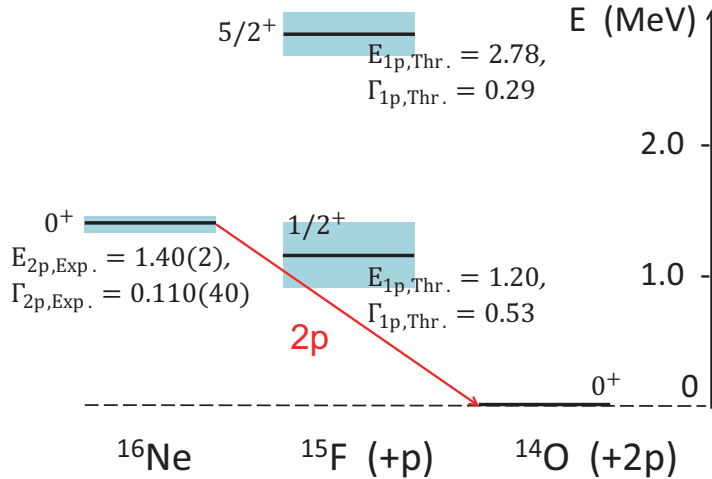 5/2⁺
E (MeV)
E₁ₚ,Thr. = 2.78,
Γ₁ₚ,Thr. = 0.29
2.0
0⁺
1/2⁺
E₂ₚ,Exp. = 1.40(2),
Γ₂ₚ,Exp. = 0.110(40)
E₁ₚ,Thr. = 1.20,
Γ₁ₚ,Thr. = 0.53
1.0
2p
0⁺
0
¹⁶Ne
¹⁵F (+p)
¹⁴O (+2p)